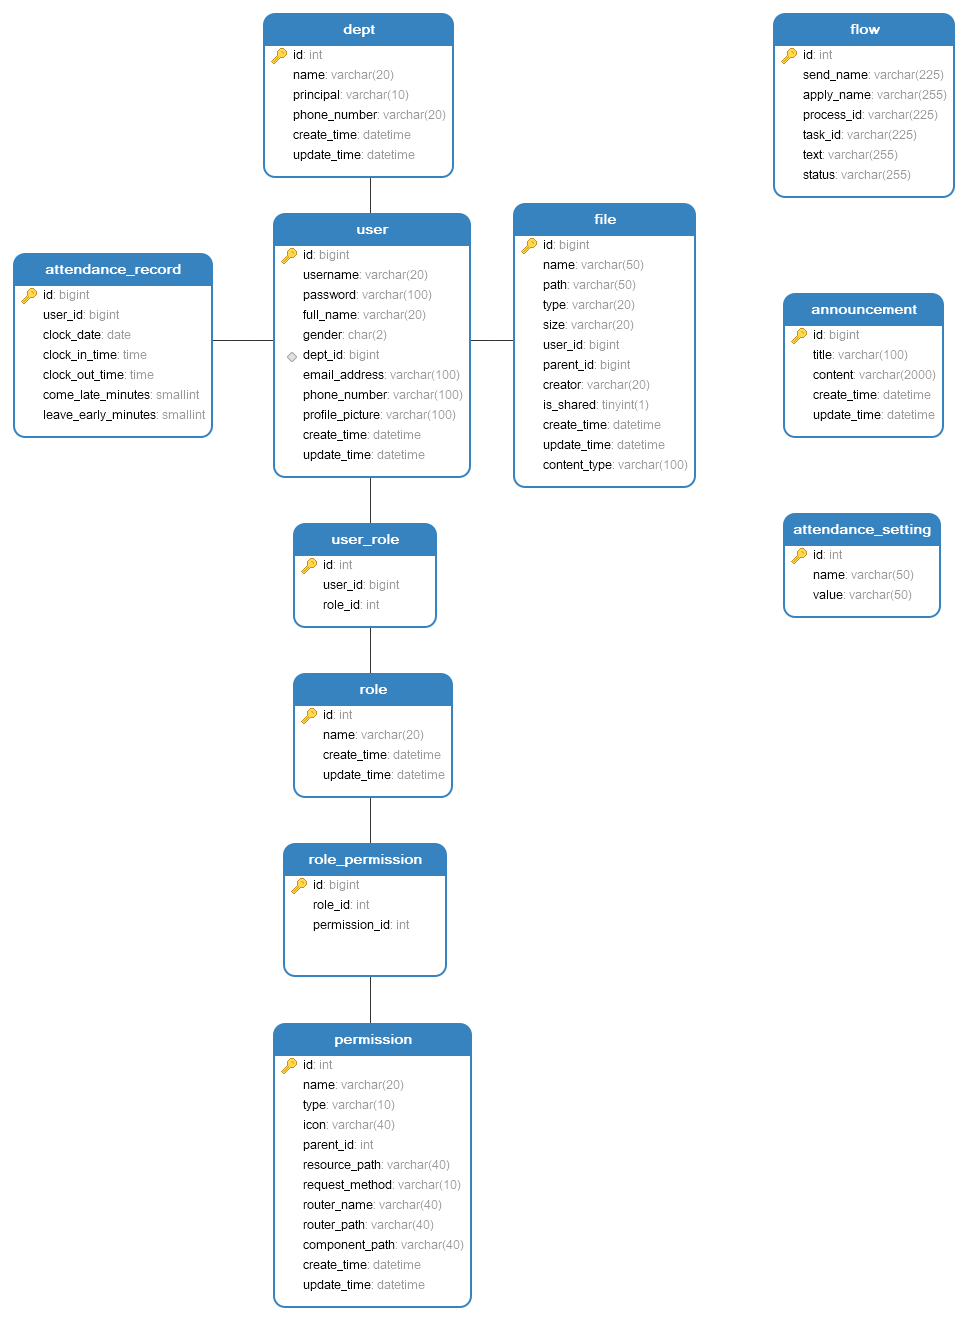 dept
id: int
name: varchar(20)
principal: varchar(10)
phone_number: varchar(20)
create_time: datetime
update_time: datetime
flow
id: int
send_name: varchar(225)
apply_name: varchar(255)
process_id: varchar(225)
task_id: varchar(225)
text: varchar(255)
status: varchar(255)
attendance_record
id: bigint
user_id: bigint
clock_date: date
clock_in_time: time
clock_out_time: time
come_late_minutes: smallint
leave_early_minutes: smallint
user
id: bigint
username: varchar(20)
password: varchar(100)
full_name: varchar(20)
gender: char(2)
dept_id: bigint
email_address: varchar(100)
phone_number: varchar(100)
profile_picture: varchar(100)
create_time: datetime
update_time: datetime
file
id: bigint
name: varchar(50)
path: varchar(50)
type: varchar(20)
size: varchar(20)
user_id: bigint
parent_id: bigint
creator: varchar(20)
is_shared: tinyint(1)
create_time: datetime
update_time: datetime
content_type: varchar(100)
announcement
id: bigint
title: varchar(100)
content: varchar(2000)
create_time: datetime
update_time: datetime
user_role
id: int
user_id: bigint
role_id: int
attendance_setting
id: int
name: varchar(50)
value: varchar(50)
role
id: int
name: varchar(20)
create_time: datetime
update_time: datetime
role_permission
id: bigint
role_id: int
permission_id: int
permission
id: int
name: varchar(20)
type: varchar(10)
icon: varchar(40)
parent_id: int
resource_path: varchar(40)
request_method: varchar(10)
router_name: varchar(40)
router_path: varchar(40)
component_path: varchar(40)
create_time: datetime
update_time: datetime